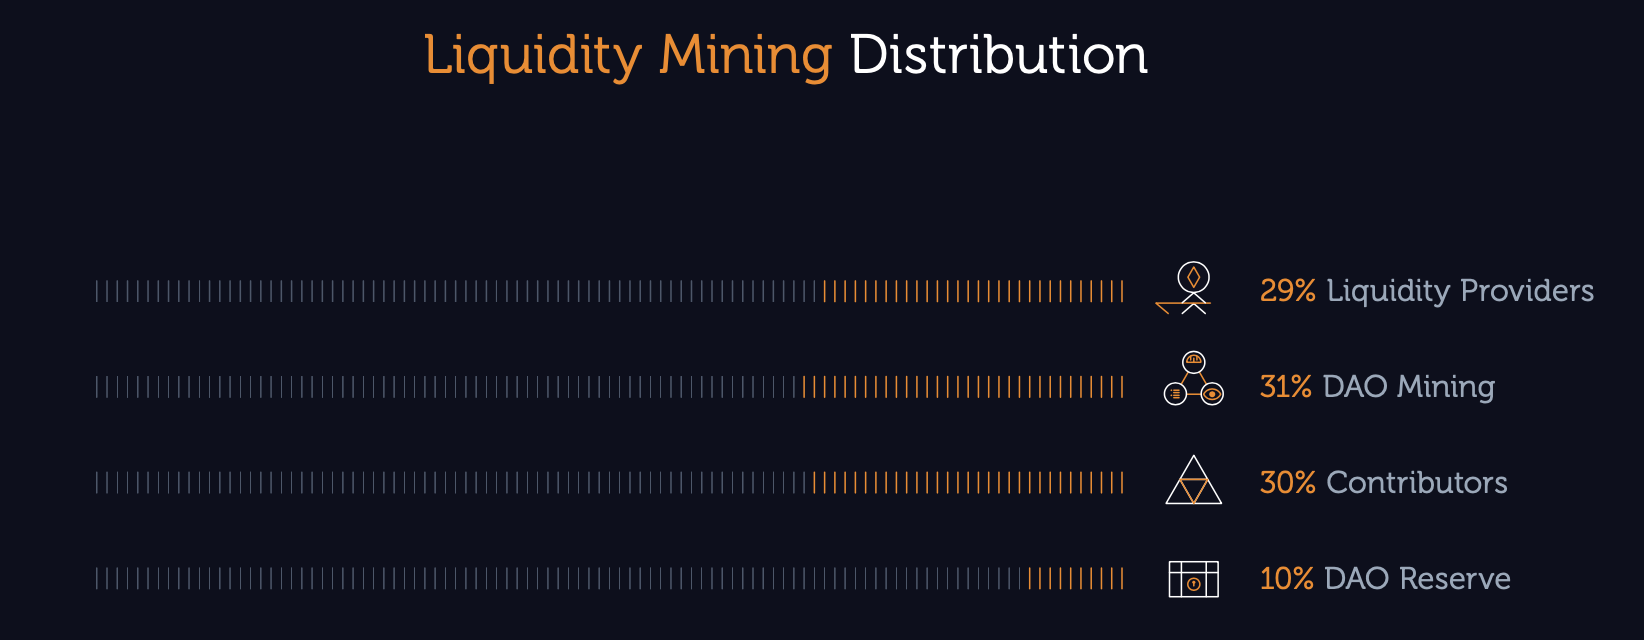 Liquidity Mining Distribution
29% Liquidity Providers
31% DAO Mining
30% Contributors
10% DAO Reserve